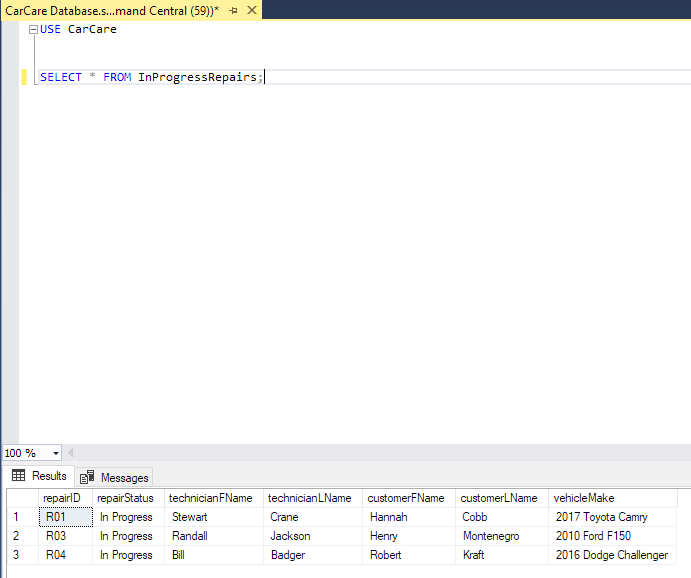 CarCare Database.s...mand Central (59))*
USE CarCare
SELECT * FROM InProgressRepairs;
100 %
Results Messages
repairID repairStatus technicianFName technicianLName customerFName customerLName vehicleMake
1 R01 In Progress Stewart Crane Hannah Cobb 2017 Toyota Camry
2 R03 In Progress Randall Jackson Henry Montenegro 2010 Ford F150
3 R04 In Progress Bill Badger Robert Kraft 2016 Dodge Challenger